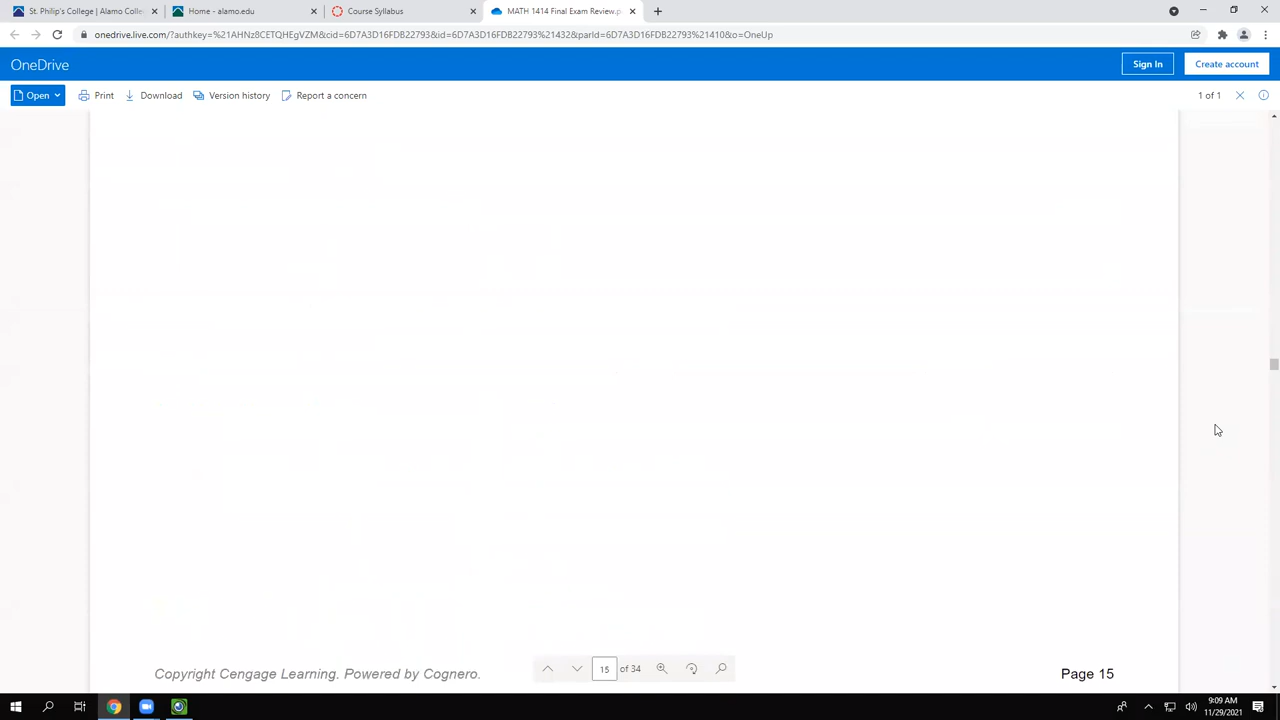 St. Philip's College | Alamo Colle
Home - alamo.edu
Course Syllabus
MATH 1414 Final Exam Review.p
onedrive.live.com/?authkey=%21AHNz8CETQHEgVZM&cid=6D7A3D16FDB22793&id=6D7A3D16FDB22793%21432&parId=6D7A3D16FDB22793%21410&o=OneUp
OneDrive
Sign In
Create account
Open
Print
Download
Version history
Report a concern
1 of 1
15 of 34
Copyright Cengage Learning. Powered by Cognero.
Page 15
9:09 AM
11/29/2021